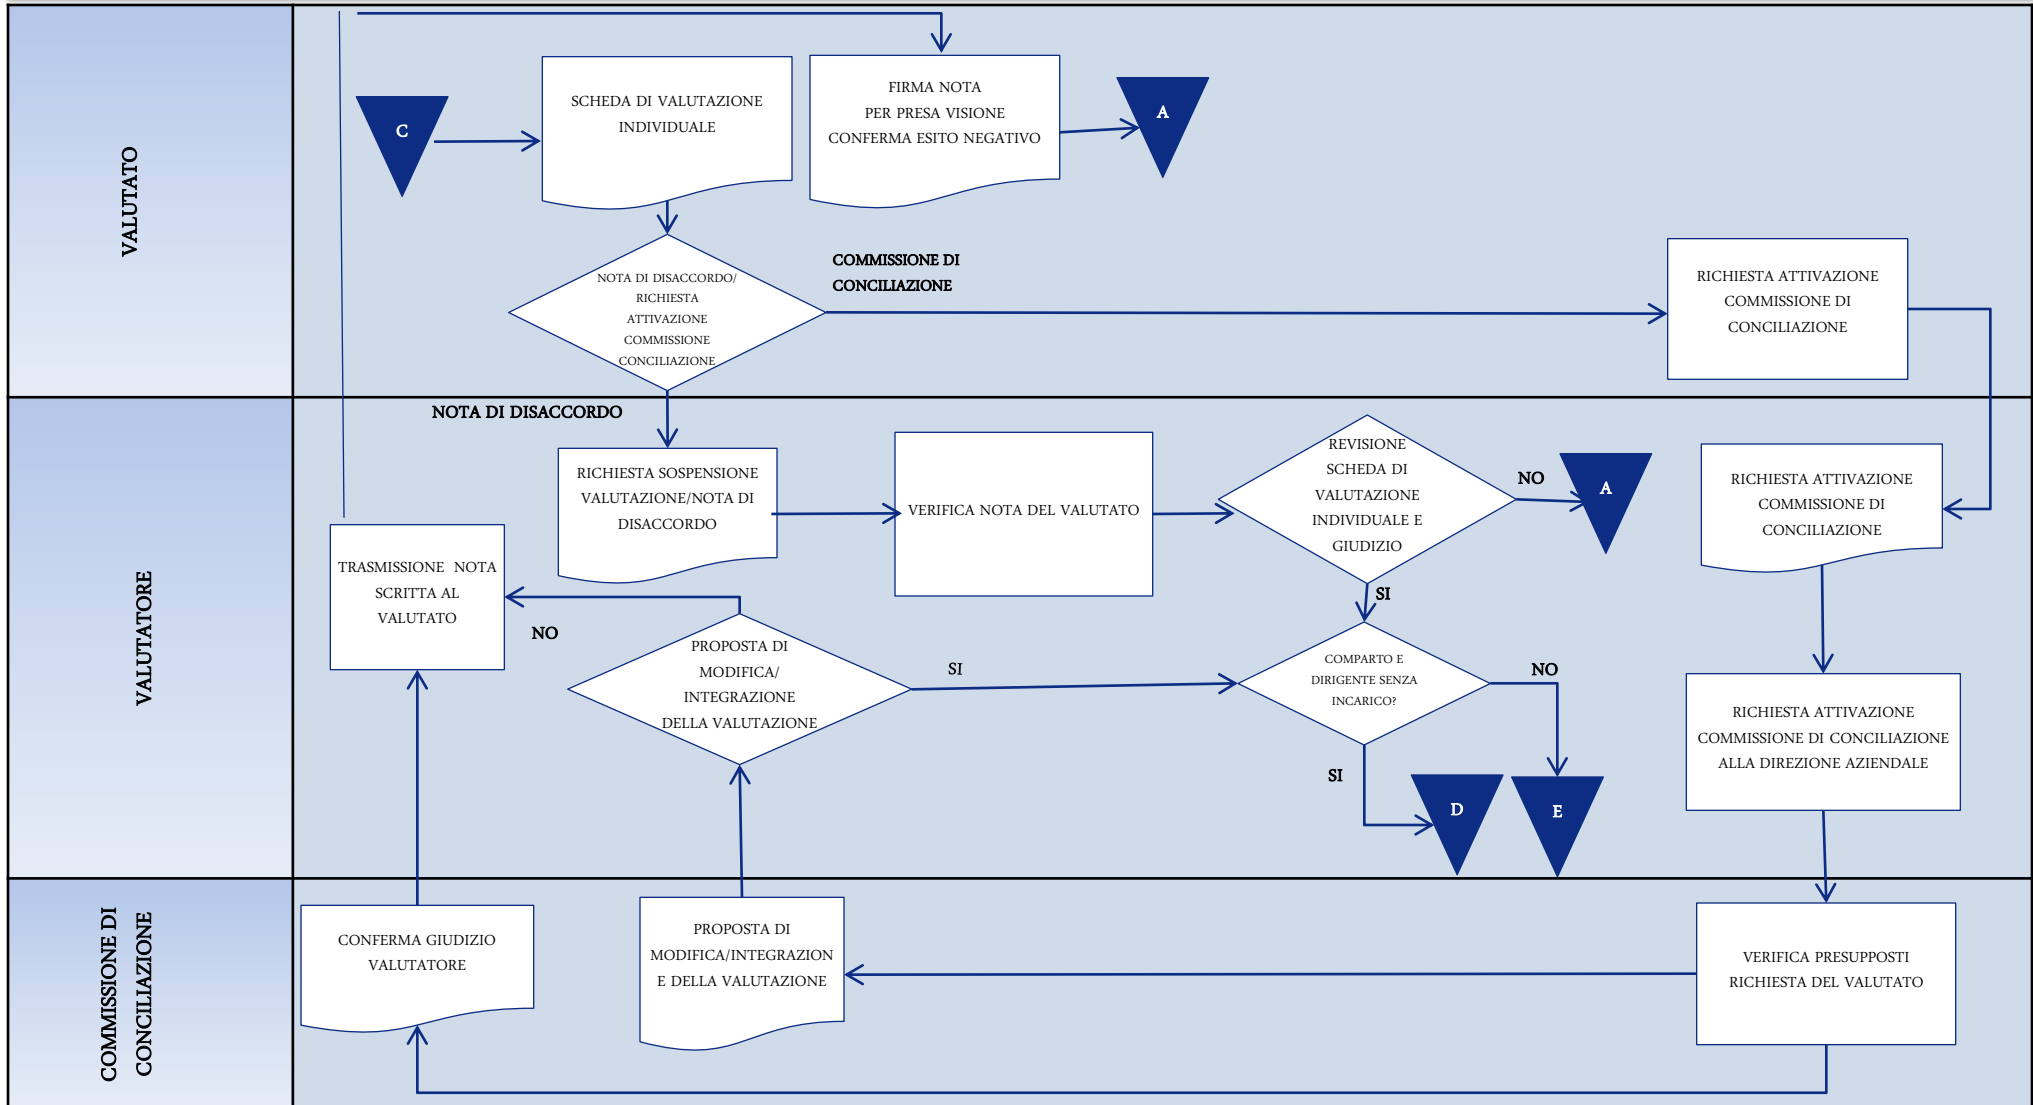 VALUTATO
C
SCHEDA DI VALUTAZIONE
INDIVIDUALE
FIRMA NOTA
PER PRESA VISIONE
CONFERMA ESITO NEGATIVO
A
NOTA DI DISACCORDO/
RICHIESTA
ATTIVAZIONE
COMMISSIONE
CONCILIAZIONE
COMMISSIONE DI
CONCILIAZIONE
RICHIESTA ATTIVAZIONE
COMMISSIONE DI
CONCILIAZIONE
VALUTATORE
NOTA DI DISACCORDO
RICHIESTA SOSPENSIONE
VALUTAZIONE/NOTA DI
DISACCORDO
VERIFICA NOTA DEL VALUTATO
REVISIONE
SCHEDA DI
VALUTAZIONE
INDIVIDUALE E
GIUDIZIO
NO
A
RICHIESTA ATTIVAZIONE
COMMISSIONE DI
CONCILIAZIONE
TRASMISSIONE NOTA
SCRITTA AL
VALUTATO
NO
SI
PROPOSTA DI
MODIFICA/
INTEGRAZIONE
DELLA VALUTAZIONE
SI
COMPARTO E
DIRIGENTE SENZA
INCARICO?
NO
SI
D
E
RICHIESTA ATTIVAZIONE
COMMISSIONE DI CONCILIAZIONE
ALLA DIREZIONE AZIENDALE
COMMISSIONE DI
CONCILIAZIONE
CONFERMA GIUDIZIO
VALUTATORE
PROPOSTA DI
MODIFICA/INTEGRAZION
E DELLA VALUTAZIONE
VERIFICA PRESUPPOSTI
RICHIESTA DEL VALUTATO